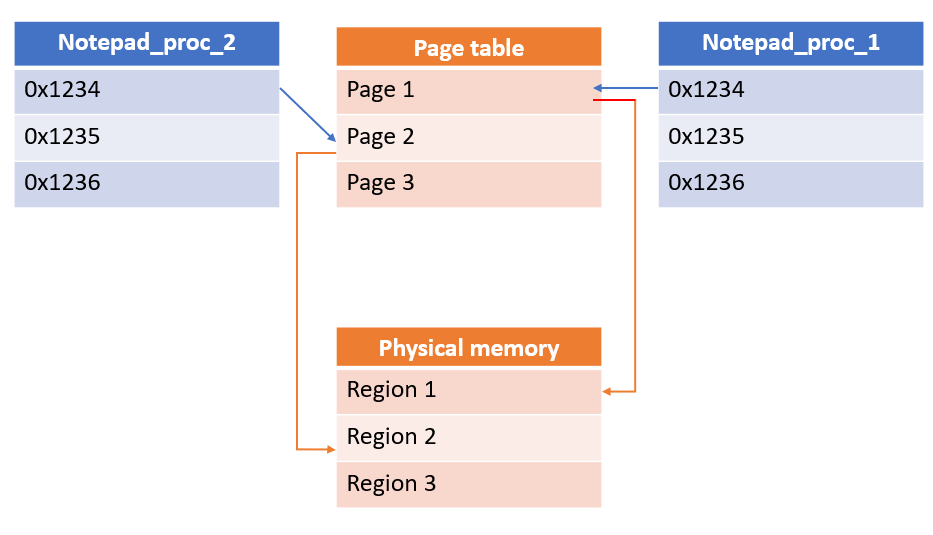 Notepad_proc_2
0x1234
0x1235
0x1236
Page table
Page 1
Page 2
Page 3
Notepad_proc_1
0x1234
0x1235
0x1236
Physical memory
Region 1
Region 2
Region 3